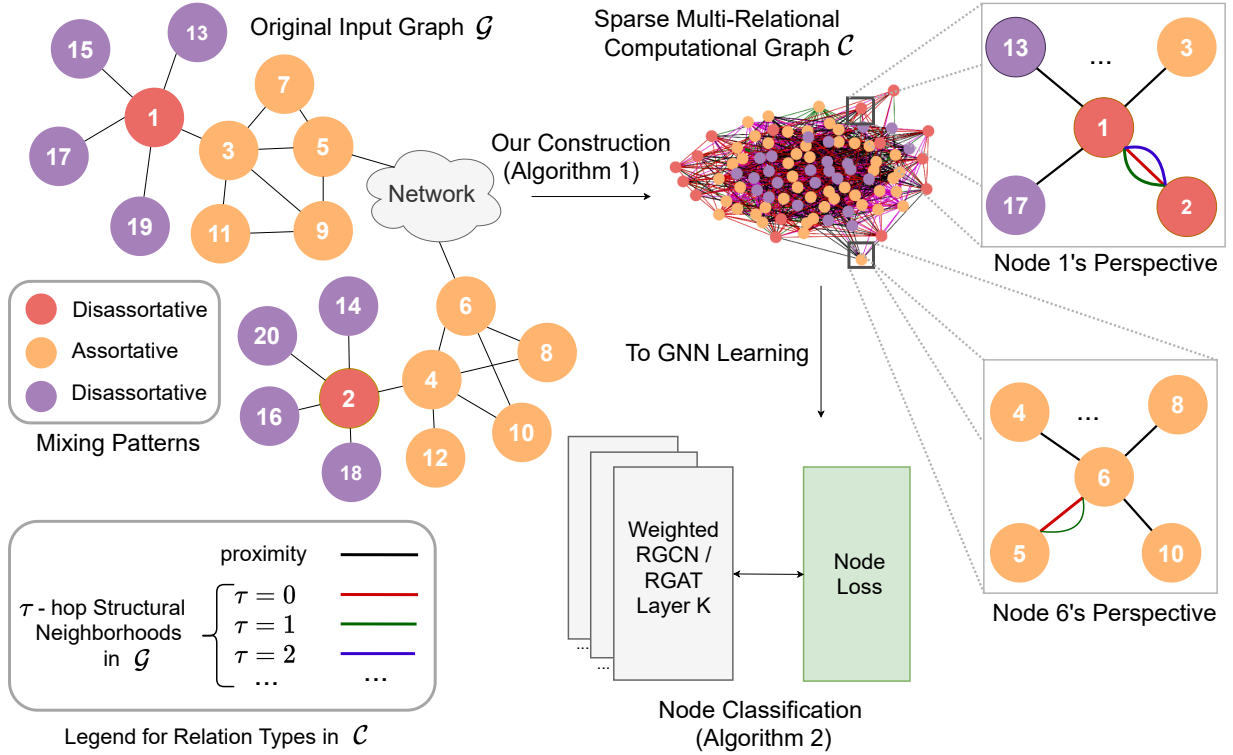 Original Input Graph 𝒢
15
13
1
7
17
3
5
19
11
9
Network
Our Construction
(Algorithm 1)
Sparse Multi-Relational
Computational Graph 𝒞
13
...
3
1
17
2
Node 1's Perspective
Disassortative
Assortative
Disassortative
Mixing Patterns
14
20
6
8
4
2
16
10
12
18
To GNN Learning
4
...
8
6
5
10
Node 6's Perspective
Weighted
RGCN /
RGAT
Layer K
...
...
Node
Loss
Node Classification
(Algorithm 2)
proximity
τ - hop Structural
Neighborhoods
in 𝒢
τ = 0
τ = 1
τ = 2
... ...
Legend for Relation Types in 𝒞